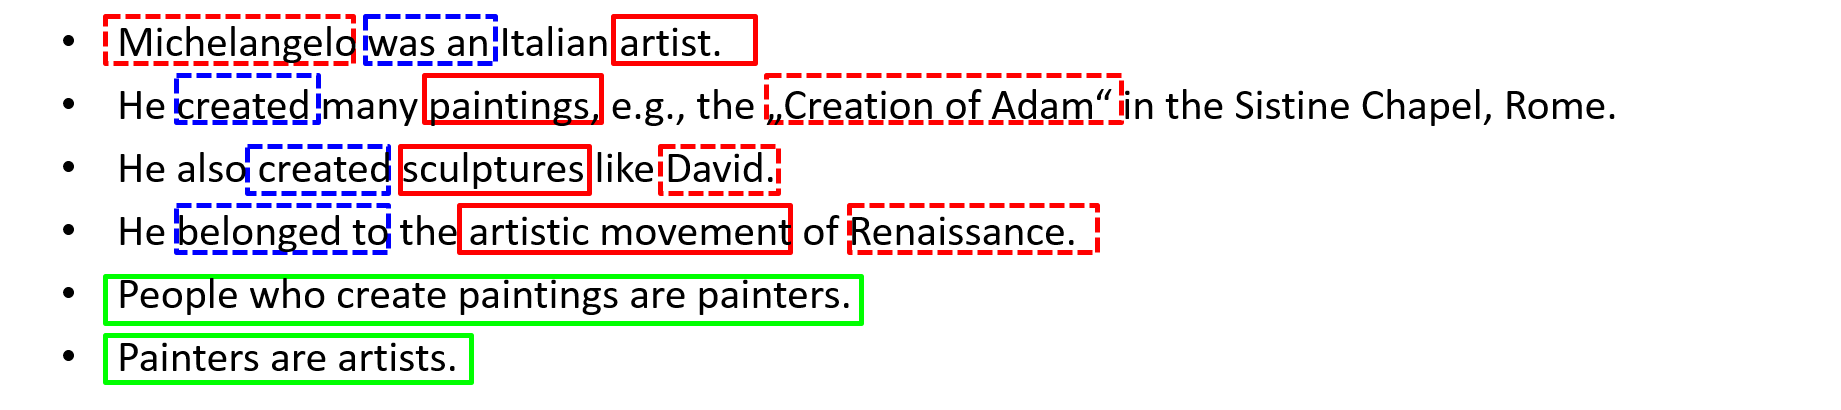 • Michelangelo was an Italian artist.
• He created many paintings, e.g., the „Creation of Adam“ in the Sistine Chapel, Rome.
• He also created sculptures like David.
• He belonged to the artistic movement of Renaissance.
• People who create paintings are painters.
• Painters are artists.